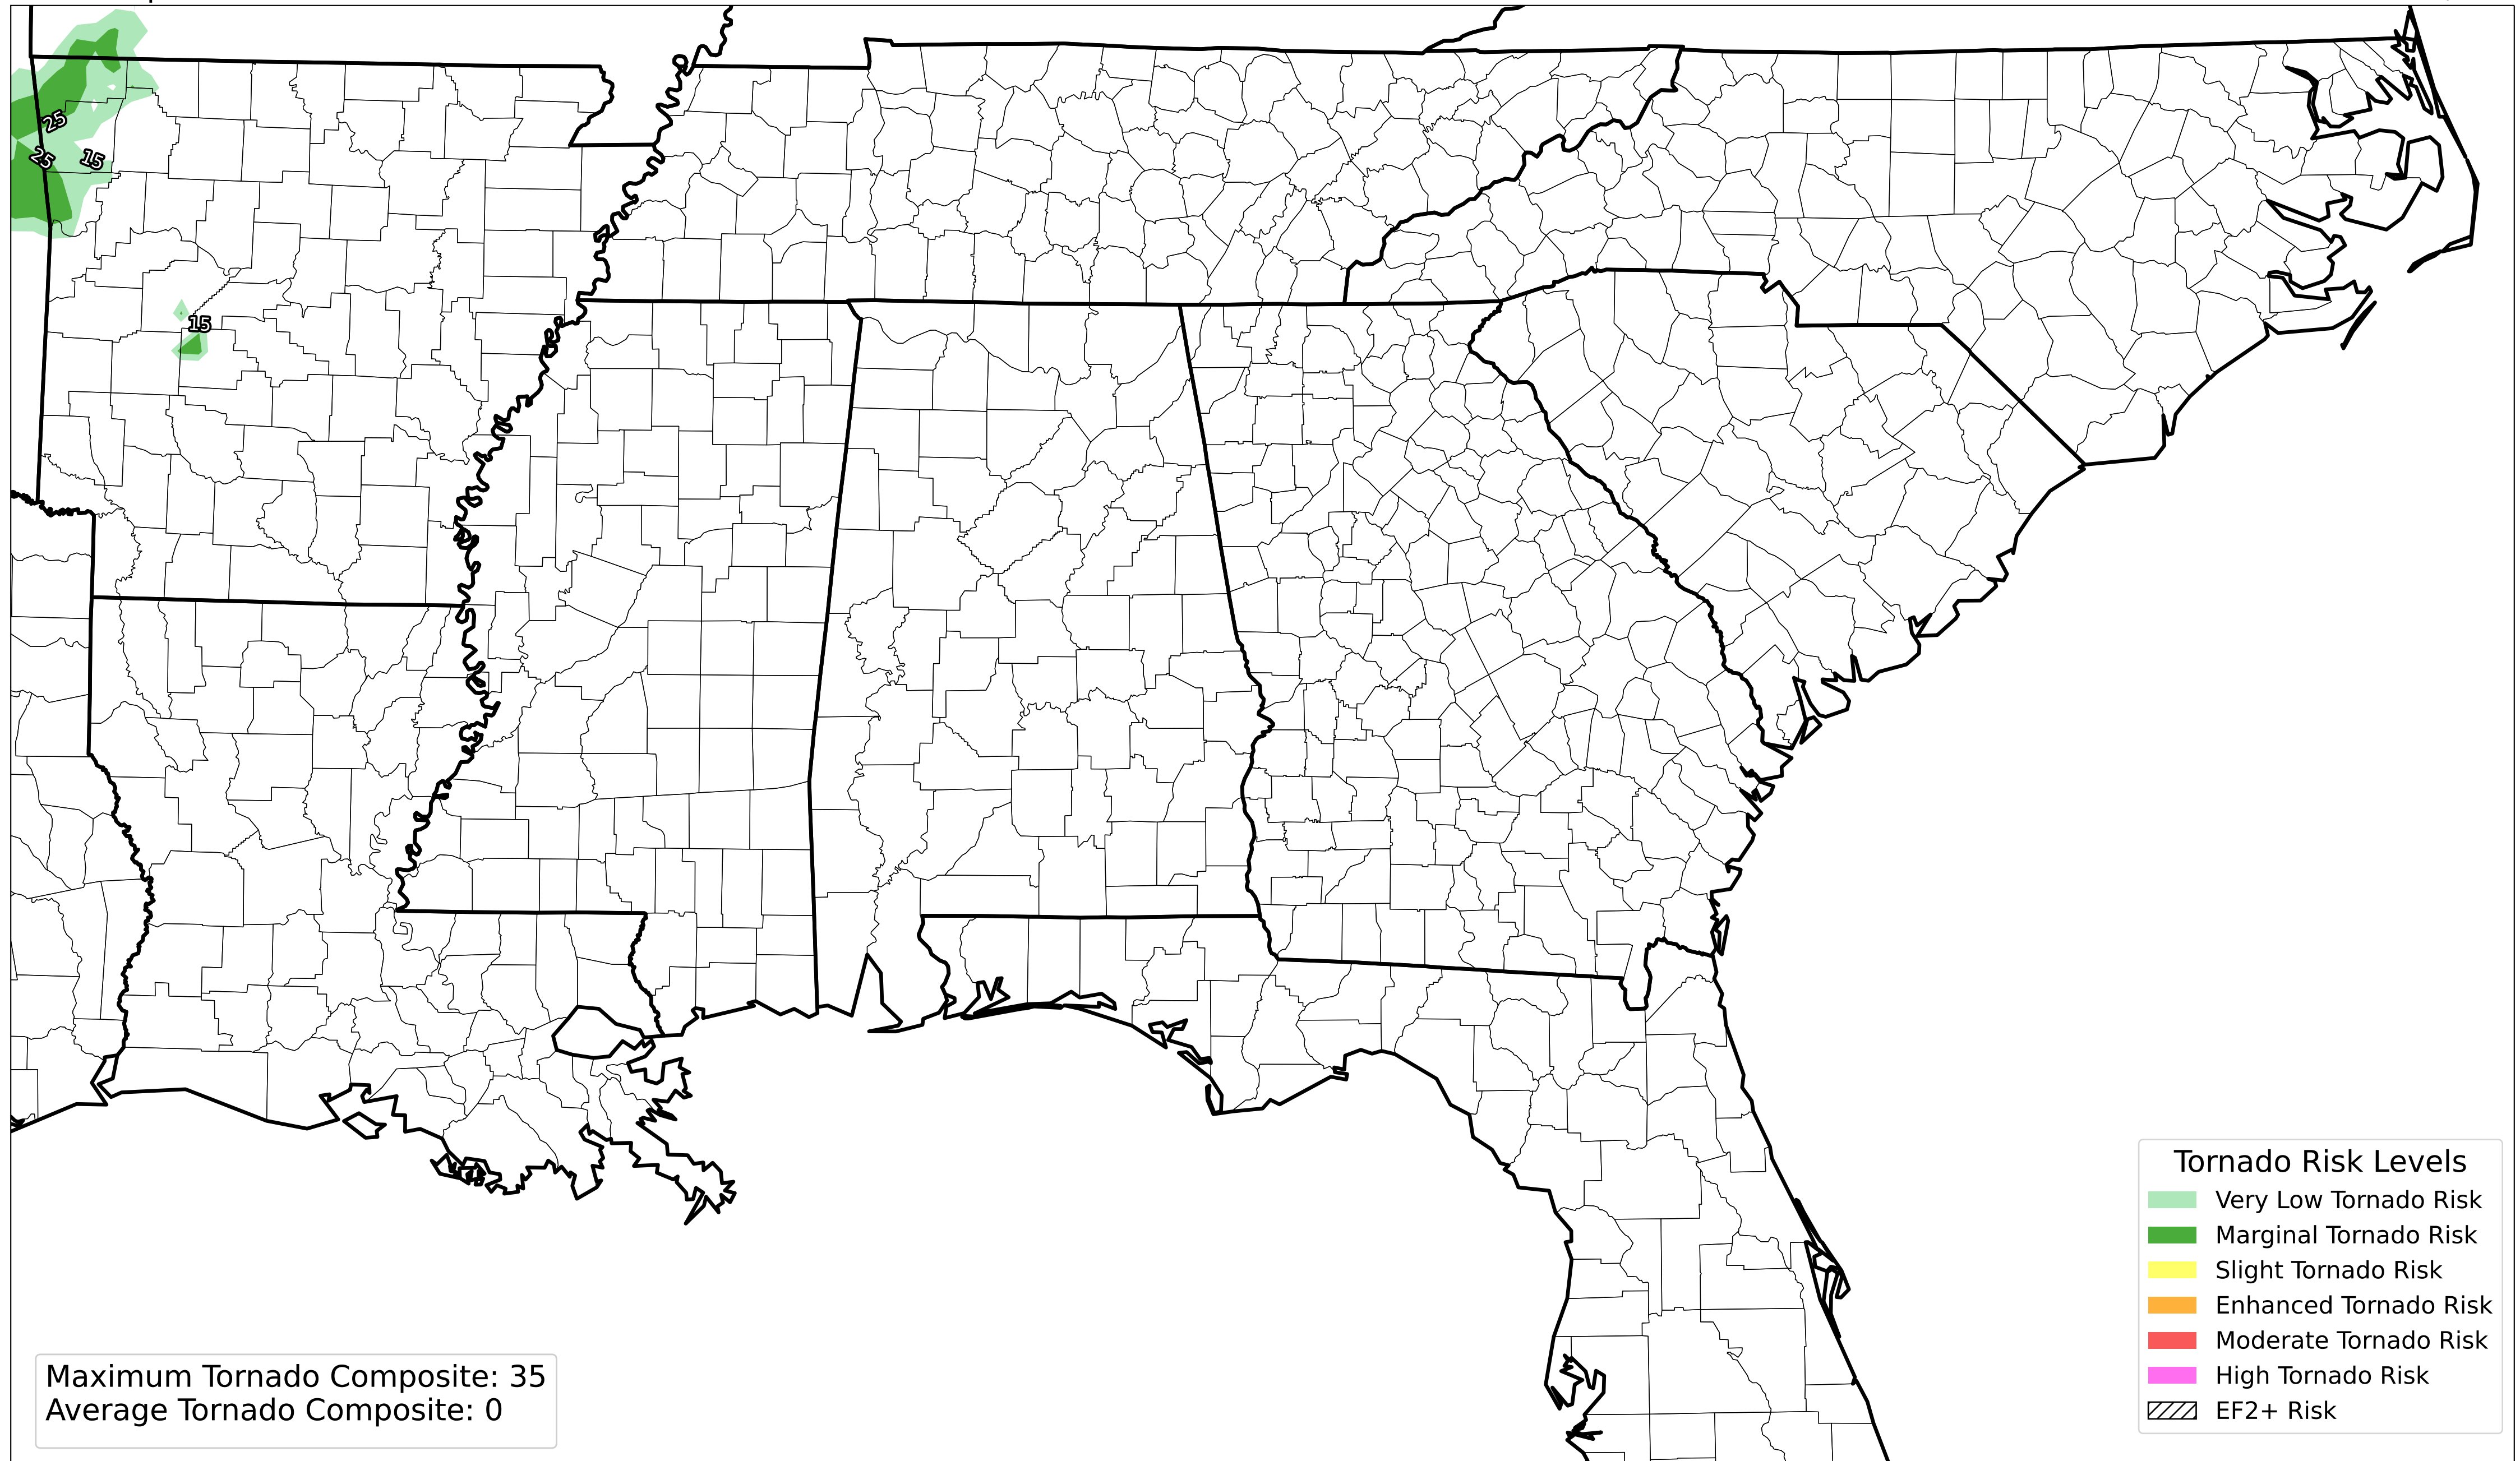 25
25
15
15
Tornado Risk Levels
Very Low Tornado Risk
Marginal Tornado Risk
Slight Tornado Risk
Enhanced Tornado Risk
Moderate Tornado Risk
High Tornado Risk
EF2+ Risk
Maximum Tornado Composite: 35
Average Tornado Composite: 0